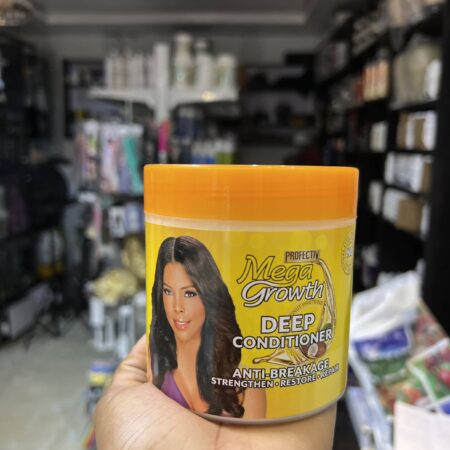 PROFECTIV
Mega
Growth
DEEP
CONDITIONER
ANTI-BREAKAGE
STRENGTHEN • RESTORE • REPAIR